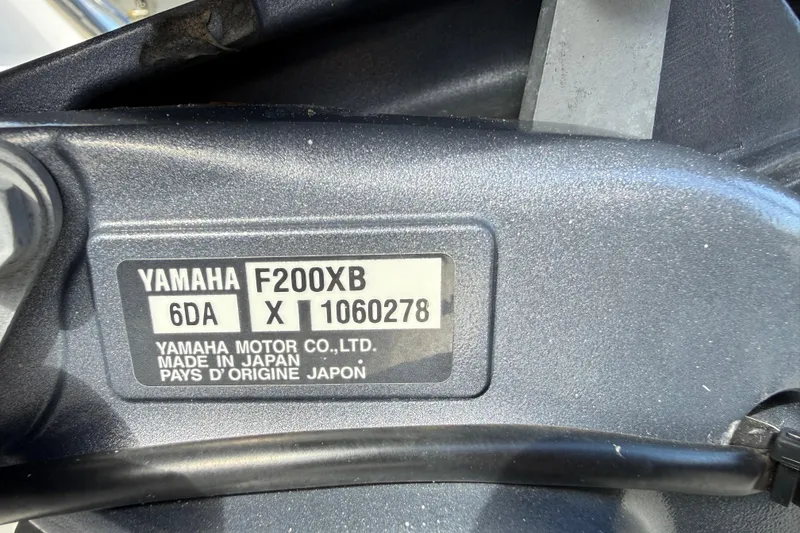 YAMAHA F200XB
6DA X 1060278
YAMAHA MOTOR CO.,LTD.
MADE IN JAPAN
PAYS D'ORIGINE JAPON